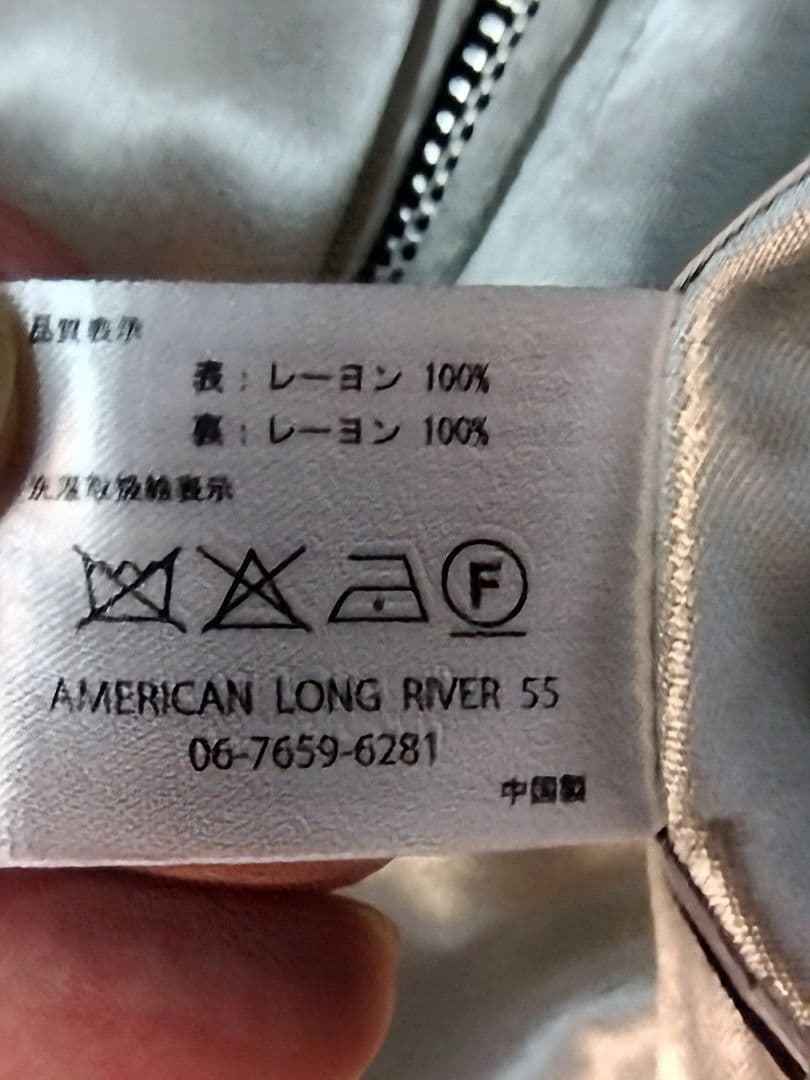 品質表示
表：レーヨン 100%
裏：レーヨン 100%
洗濯取扱絵表示
F
AMERICAN LONG RIVER 55
06-7659-6281
中国製